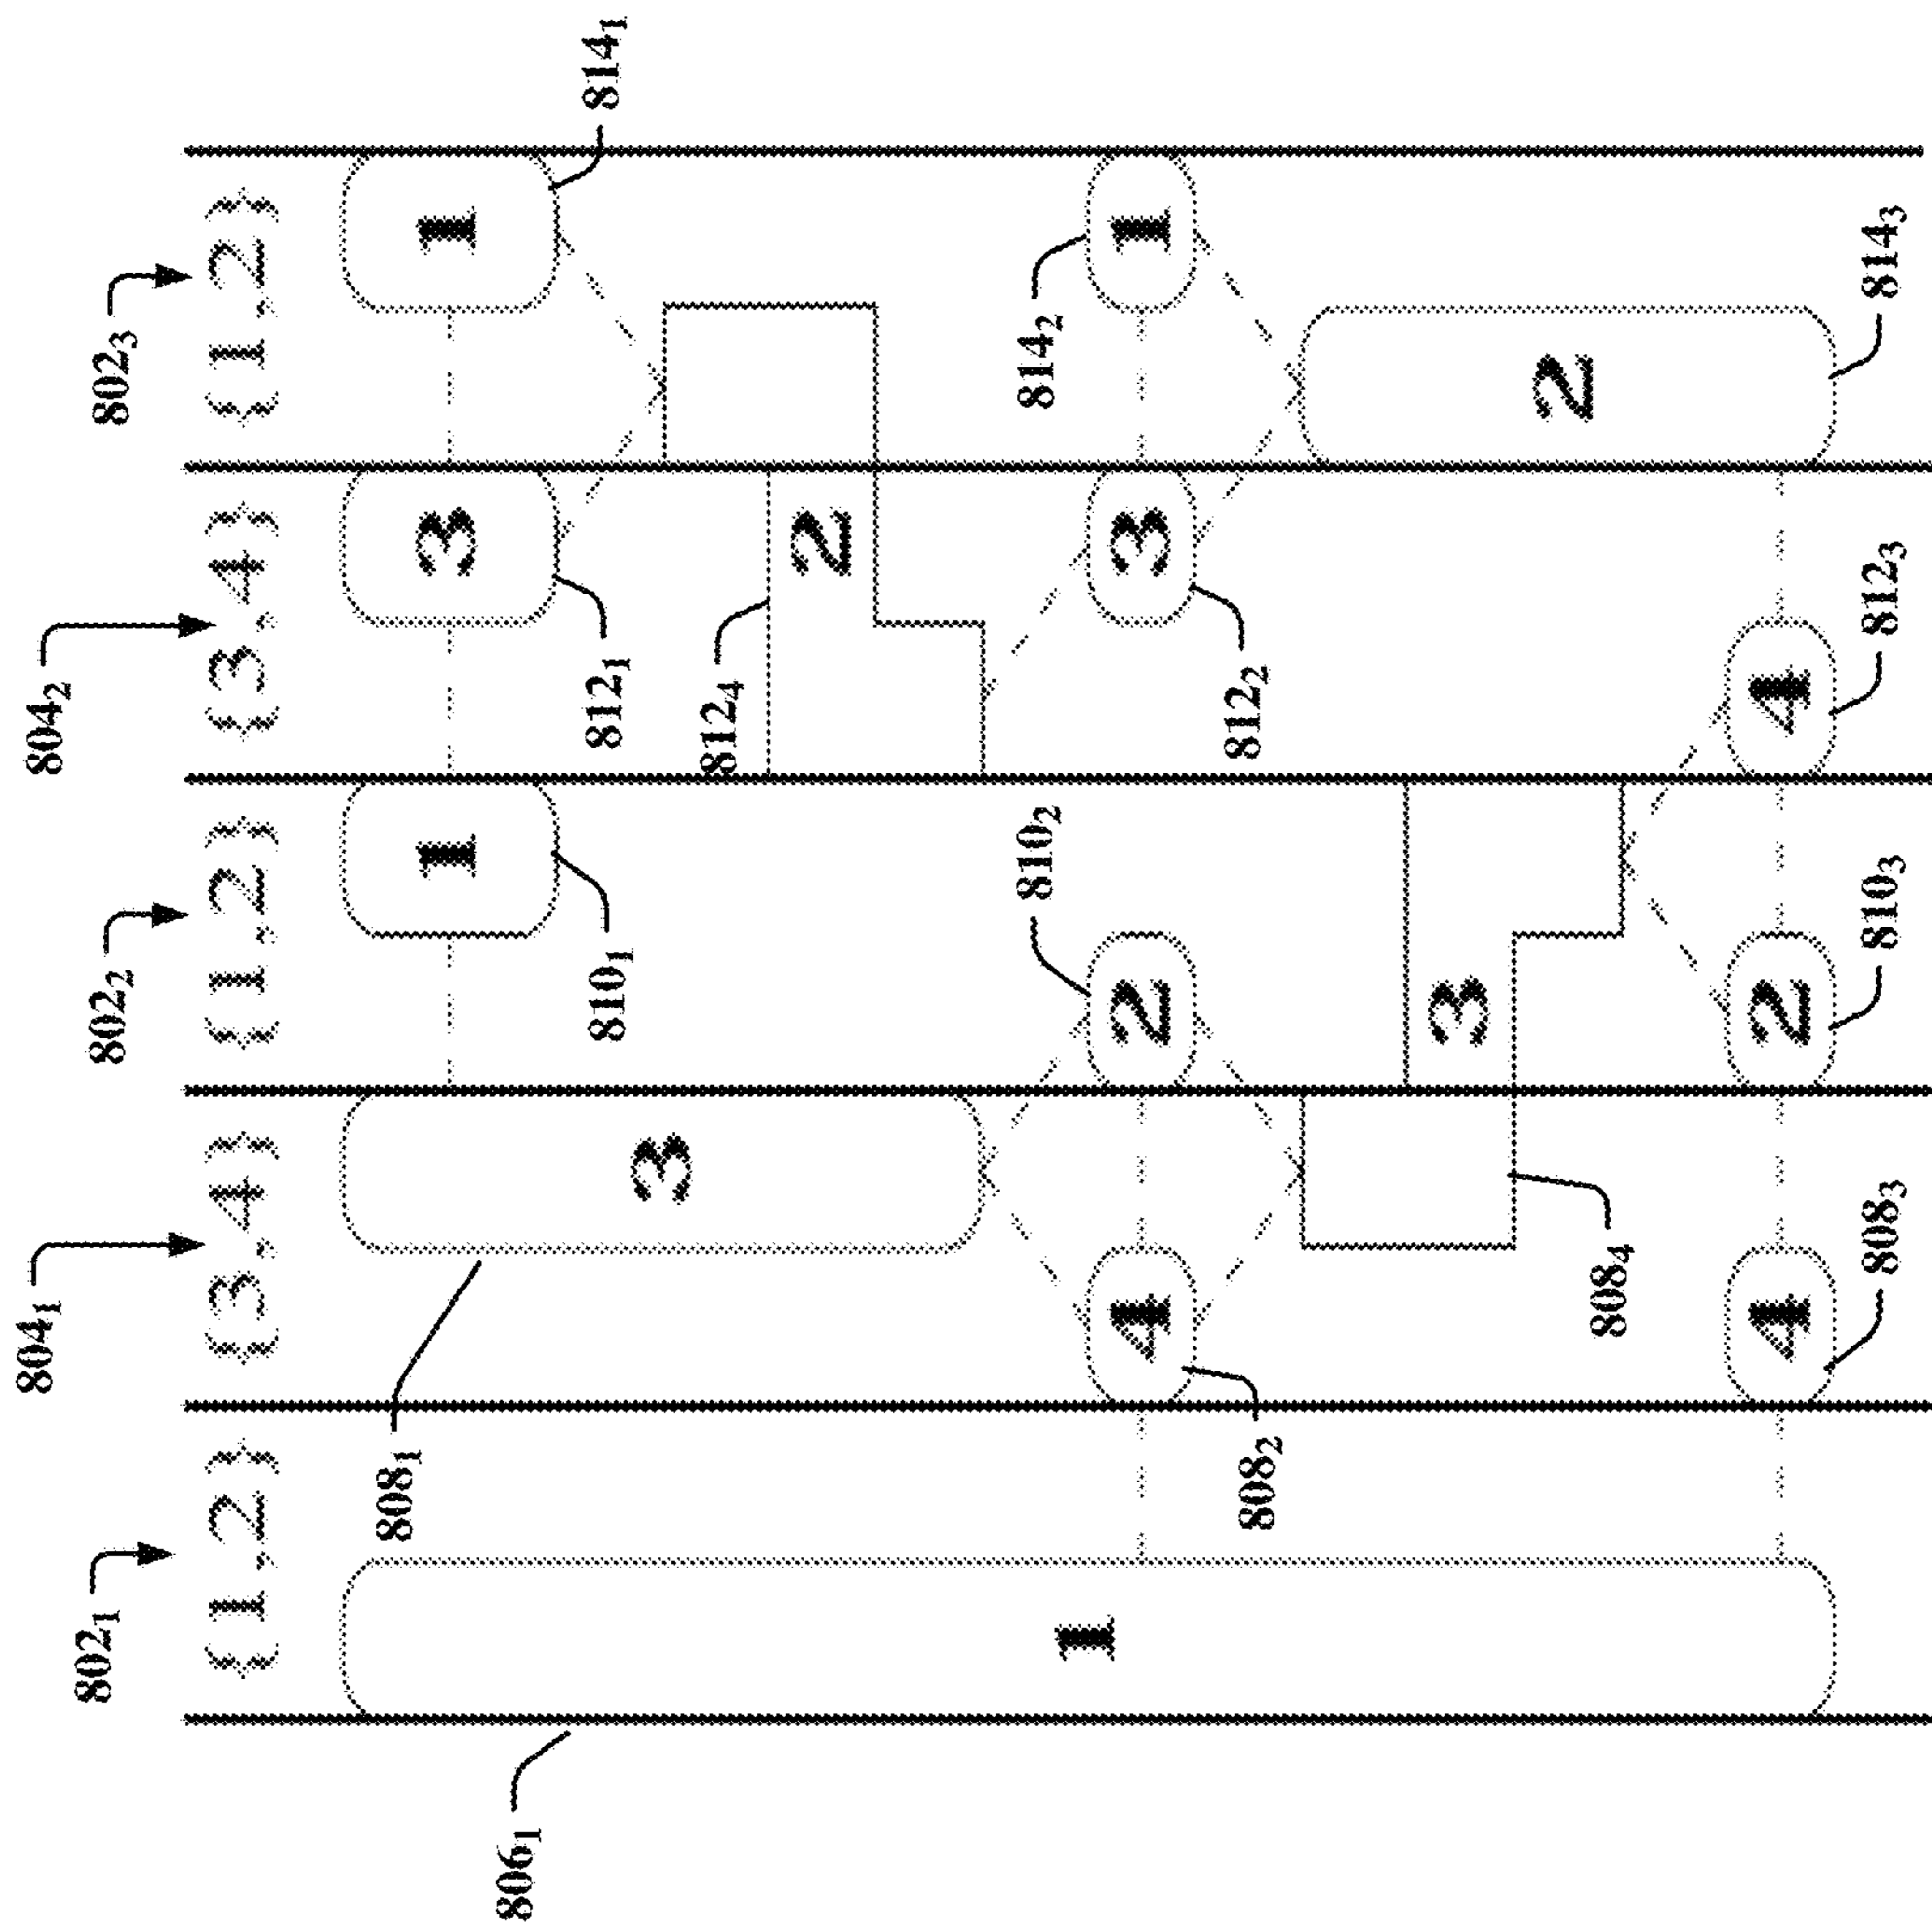 804₁ 804₂
802₁ 802₂ 802₃
{1,2} {3,4} {1,2} {3,4} {1,2}
808₁
1 3 1
806₁
810₁ 812₁ 814₁
3
812₄
2
810₂ 814₂
1
4 2 3 1
808₂ 812₂
3
2
808₄
4 2 4
808₃ 810₃ 812₃ 814₃